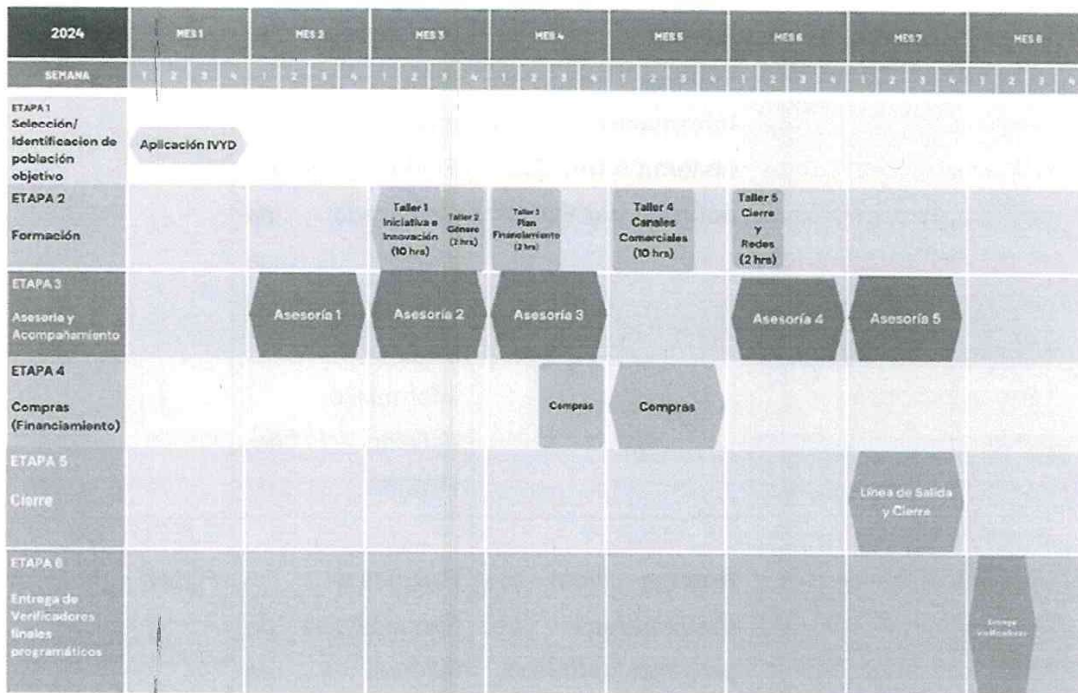 2024 MES 1 MES 2 MES 3 MES 4 MES 5 MES 6 MES 7 MES 8
SEMANA 1 2 3 4 1 2 3 4 1 2 3 4 1 2 3 4 1 2 3 4 1 2 3 4 1 2 3 4 1 2 3 4
ETAPA 1
Selección/
Identificacion de
población
objetivo
Aplicación IVYD
ETAPA 2
Formación
Taller 1
Iniciativa e
Innovación
(10 hrs)
Taller 2
Género
(2 hrs)
Taller 3
Plan
Financiamiento
(2 hrs)
Taller 4
Canales
Comerciales
(10 hrs)
Taller 5
Cierre
y
Redes
(2 hrs)
ETAPA 3
Asesoría y
Acompañamiento
Asesoría 1
Asesoría 2
Asesoría 3
Asesoría 4
Asesoría 5
ETAPA 4
Compras
(Financiamiento)
Compras
Compras
ETAPA 5
Cierre
Línea de Salida
y Cierre
ETAPA 6
Entrega de
Verificadores
finales
programáticos
Entrega
Verificadores